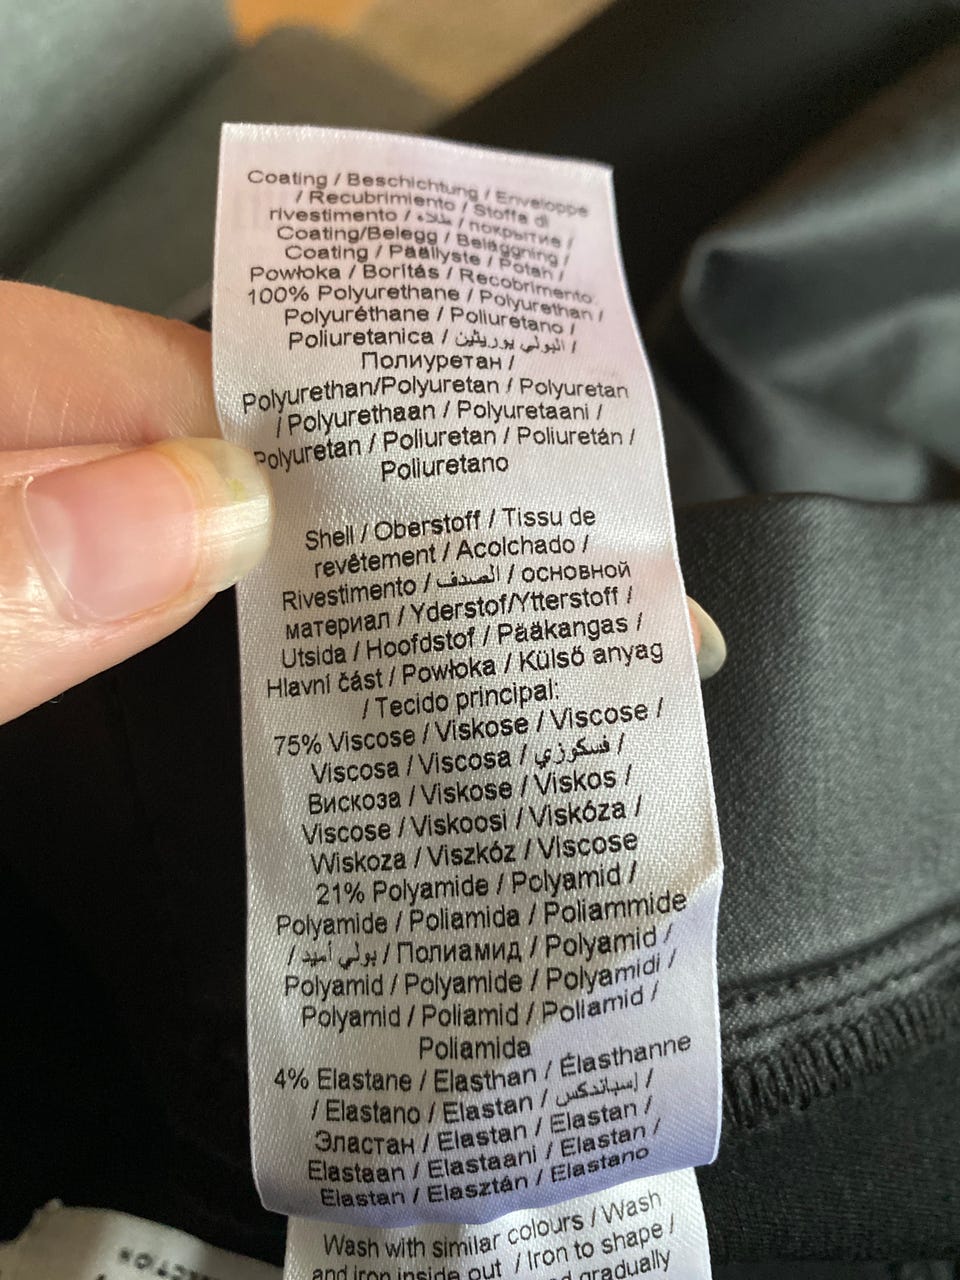 Coating / Beschichtung / Enveloppe
/ Recubrimiento / Stoffa di
rivestimento / طلاء / покрытие /
Coating/Belegg / Beläggning /
Coating / Päällyste / Potah /
Powłoka / Borítás / Recobrimento
100% Polyurethane / Polyurethan /
Polyuréthane / Poliuretano /
Poliuretanica / البولي يوريثين /
Полиуретан /
Polyurethan/Polyuretan / Polyuretan
/ Polyurethaan / Polyuretaani /
Polyuretan / Poliuretan / Poliuretán /
Poliuretano
Shell / Oberstoff / Tissu de
revêtement / Acolchado /
Rivestimento / الصدف / основной
материал / Yderstof/Ytterstoff /
Utsida / Hoofdstof / Pääkangas /
Hlavní část / Powłoka / Külső anyag
/ Tecido principal:
75% Viscose / Viskose / Viscose /
Viscosa / Viscosa / فسكوزي /
Вискоза / Viskose / Viskos /
Viscose / Viskoosi / Viskóza /
Wiskoza / Viszkóz / VIscose
21% Polyamide / Polyamid /
Polyamide / Poliamida / Poliammide
/ بولي أميد / Полиамид / Polyamid /
Polyamid / Polyamide / Polyamidi /
Polyamid / Poliamid / Poliamid /
Poliamida
4% Elastane / Elasthan / Élasthanne
/ Elastano / Elastan / إسباندكس /
Эластан / Elastan / Elastan /
Elastaan / Elastaani / Elastan /
Elastan / Elasztán / Elastano
Wash with similar colours / Wash
and iron inside out / Iron to shape /
gradually